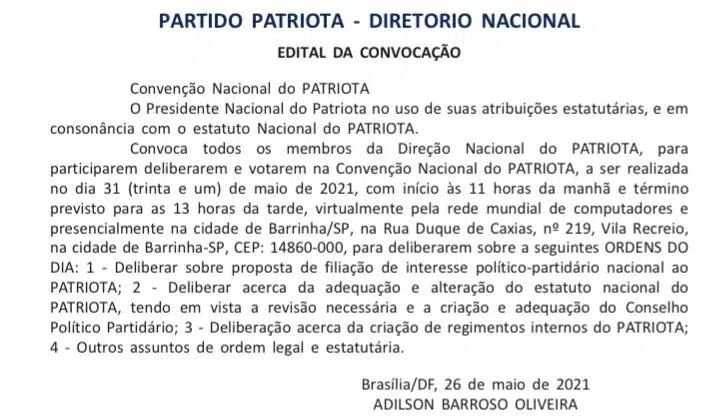 PARTIDO PATRIOTA - DIRETORIO NACIONAL
EDITAL DA CONVOCAÇÃO
Convenção Nacional do PATRIOTA
O Presidente Nacional do Patriota no uso de suas atribuições estatutárias, e em
consonância com o estatuto Nacional do PATRIOTA.
Convoca todos os membros da Direção Nacional do PATRIOTA, para
participarem deliberarem e votarem na Convenção Nacional do PATRIOTA, a ser realizada
no dia 31 (trinta e um) de maio de 2021, com início às 11 horas da manhã e término
previsto para as 13 horas da tarde, virtualmente pela rede mundial de computadores e
presencialmente na cidade de Barrinha/SP, na Rua Duque de Caxias, nº 219, Vila Recreio,
na cidade de Barrinha-SP, CEP: 14860-000, para deliberarem sobre a seguintes ORDENS DO
DIA: 1 - Deliberar sobre proposta de filiação de interesse político-partidário nacional ao
PATRIOTA; 2 - Deliberar acerca da adequação e alteração do estatuto nacional do
PATRIOTA, tendo em vista a revisão necessária e a criação e adequação do Conselho
Político Partidário; 3 - Deliberação acerca da criação de regimentos internos do PATRIOTA;
4 - Outros assuntos de ordem legal e estatutária.
Brasília/DF, 26 de maio de 2021
ADILSON BARROSO OLIVEIRA